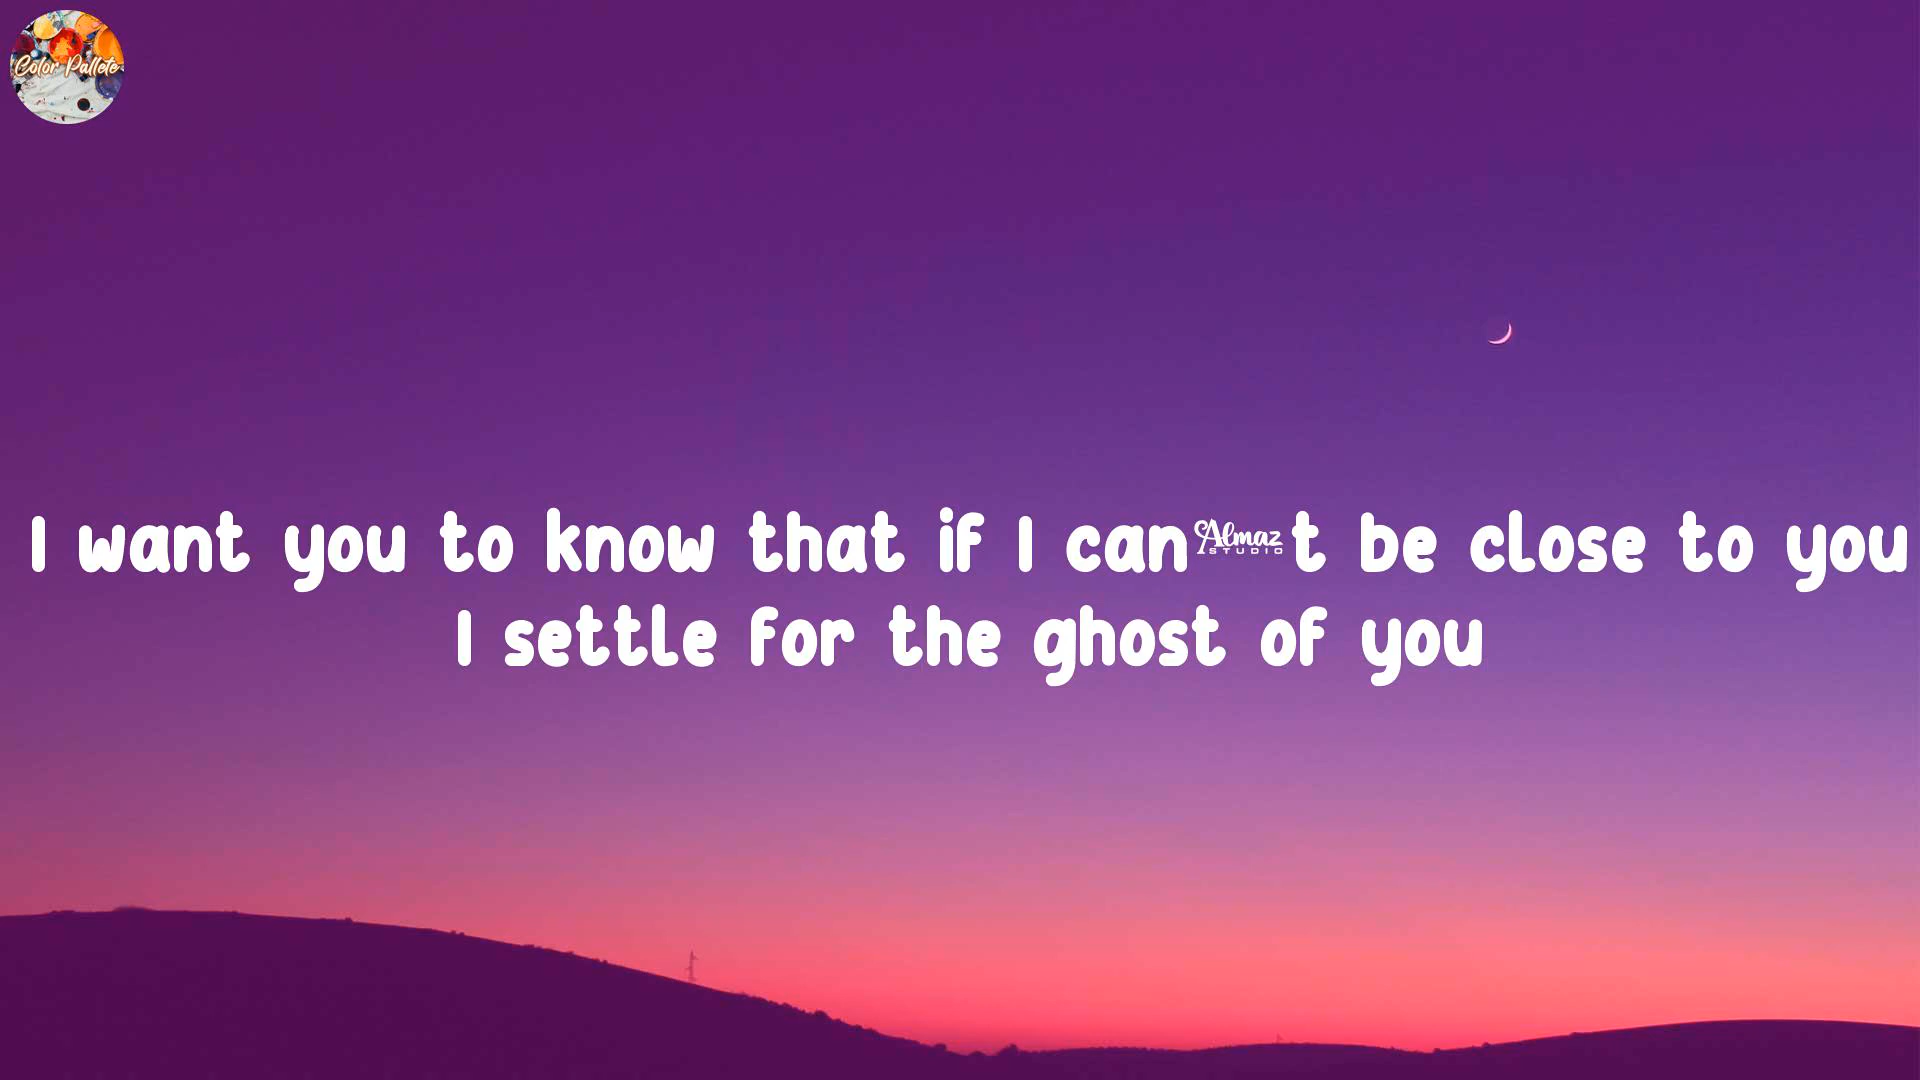 Color Pallete
I want you to know that if I can Almaz STUDIO t be close to you
I settle for the ghost of you